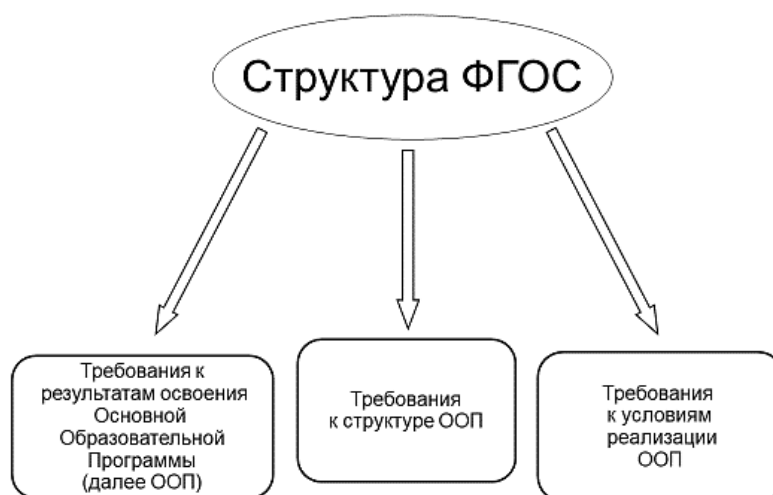 Структура ФГОС
Требования к
результатам освоения
Основной
Образовательной
Программы
(далее ООП)
Требования
к структуре ООП
Требования
к условиям
реализации
ООП